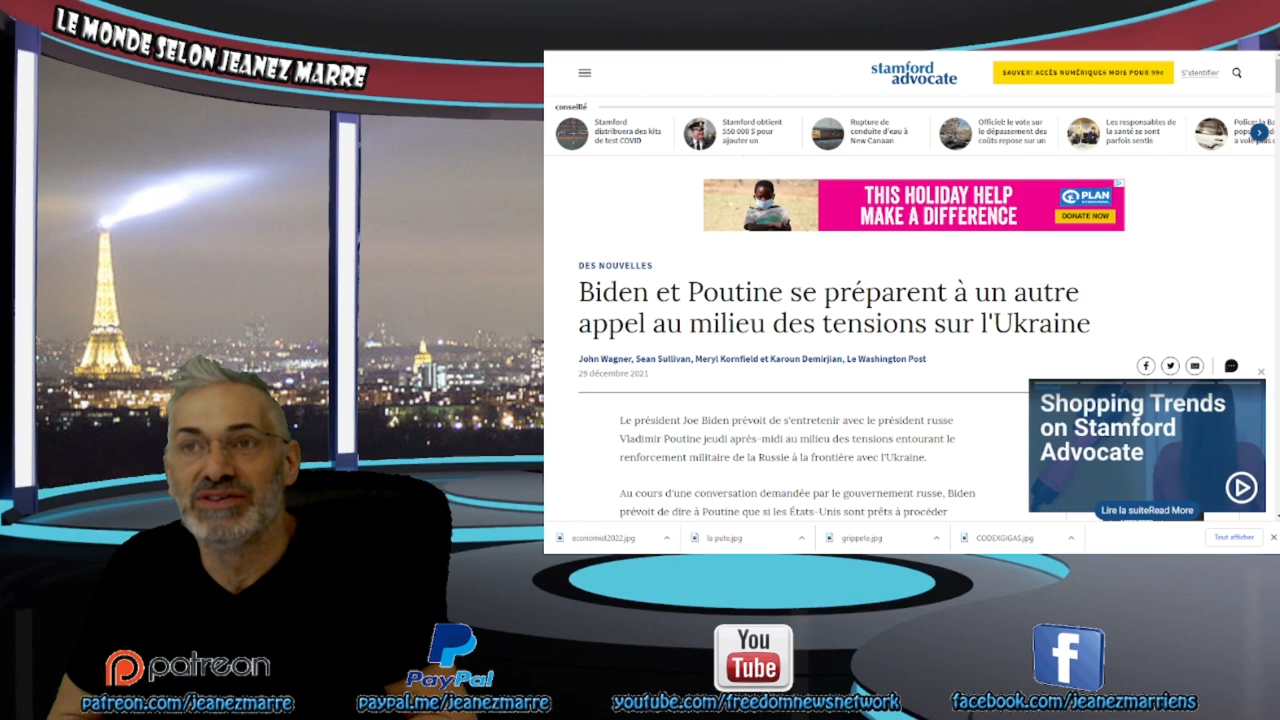 LE MONDE SELON JEANEZ MARRE
stamford
advocate
SAUVER! ACCÈS NUMÉRIQUE6 MOIS POUR 99¢
S'identifier
conseillé
Stamford
distribuera des kits
de test COVID
Stamford obtient
550 000 $ pour
ajouter un
Rupture de
conduite d'eau à
New Canaan
Officiel: le vote sur
le dépassement des
coûts repose sur un
Les responsables de
la santé se sont
parfois sentis
Police: la Ba
popu
a volé plus
THIS HOLIDAY HELP
MAKE A DIFFERENCE
PLAN
INTERNATIONAL
DONATE NOW
DES NOUVELLES
Biden et Poutine se préparent à un autre
appel au milieu des tensions sur l'Ukraine
John Wagner, Sean Sullivan, Meryl Kornfield et Karoun Demirjian, Le Washington Post
29 décembre 2021
Le président Joe Biden prévoit de s'entretenir avec le président russe
Vladimir Poutine jeudi après-midi au milieu des tensions entourant le
renforcement militaire de la Russie à la frontière avec l'Ukraine.
Au cours d'une conversation demandée par le gouvernement russe, Biden
prévoit de dire à Poutine que si les États-Unis sont prêts à procéder
Shopping Trends
on Stamford
Advocate
Lire la suiteRead More
economist2022.jpg
la pute.jpg
grippete.jpg
CODEXGIGAS.jpg
Tout afficher
patreon
patreon.com/jeanezmarre
PayPal
paypal.me/jeanezmarre
You
Tube
youtube.com/freedomnewsnetwork
f
facebook.com/jeanezmarriens